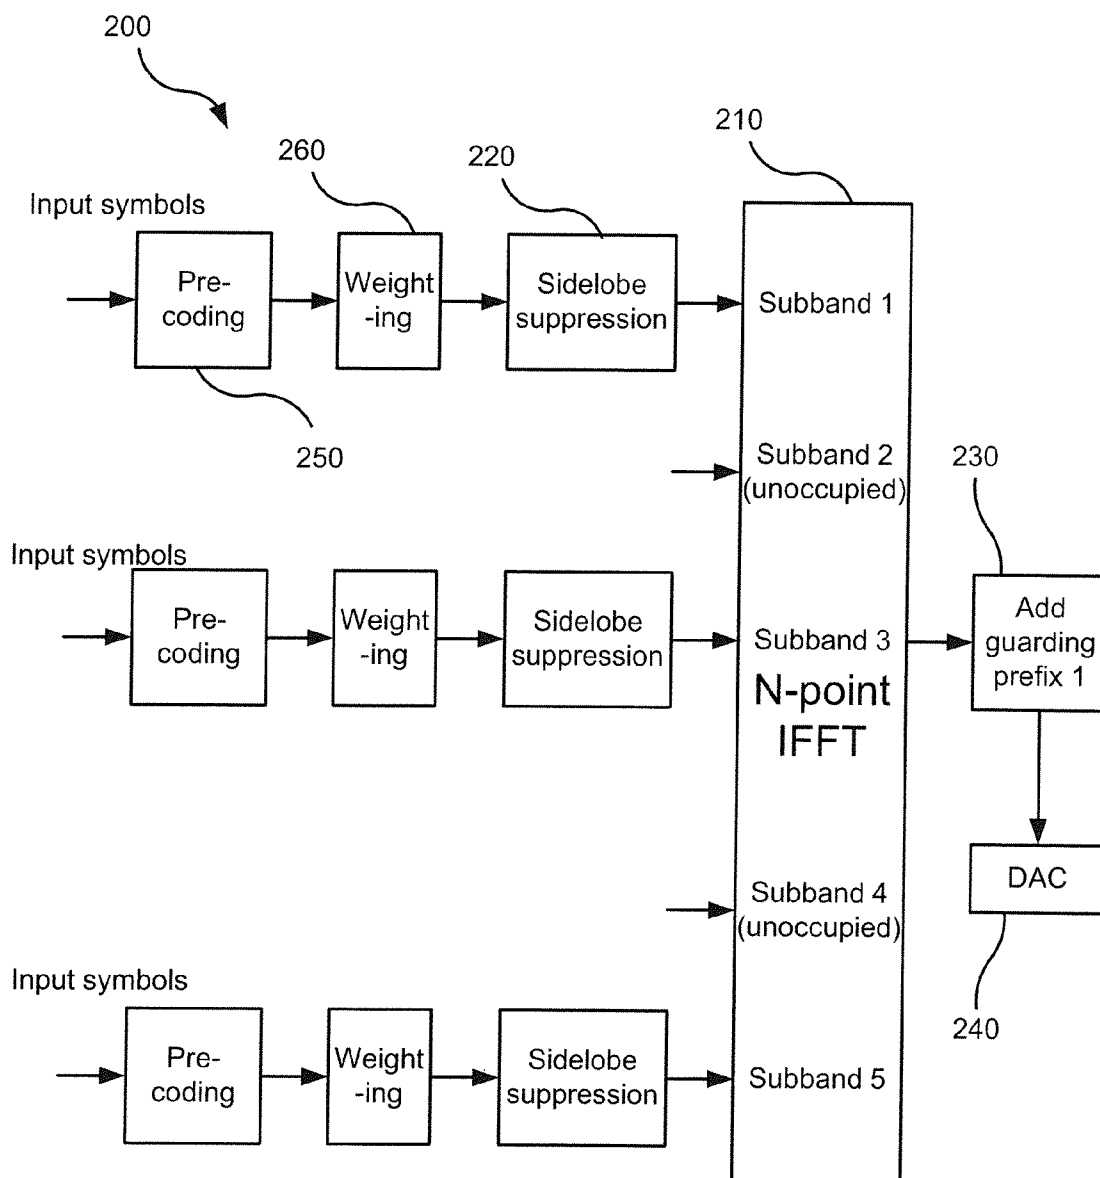 200
260
220
210
Input symbols
Pre-
coding
Weight
-ing
Sidelobe
suppression
Subband 1
250
Subband 2
(unoccupied)
230
Input symbols
Pre-
coding
Weight
-ing
Sidelobe
suppression
Subband 3
N-point
IFFT
Add
guarding
prefix 1
Subband 4
(unoccupied)
DAC
240
Input symbols
Pre-
coding
Weight
-ing
Sidelobe
suppression
Subband 5